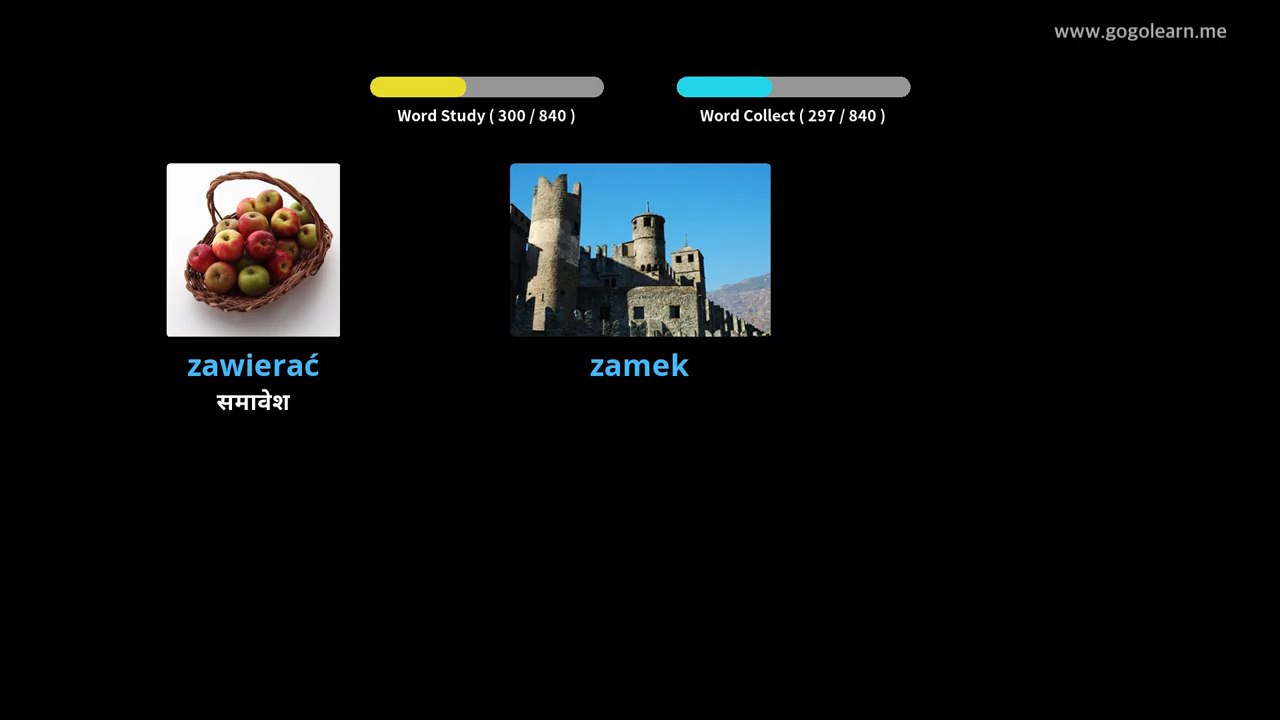 www.gogolearn.me
Word Study ( 300 / 840 )
Word Collect ( 297 / 840 )
zawierać
समावेश
zamek